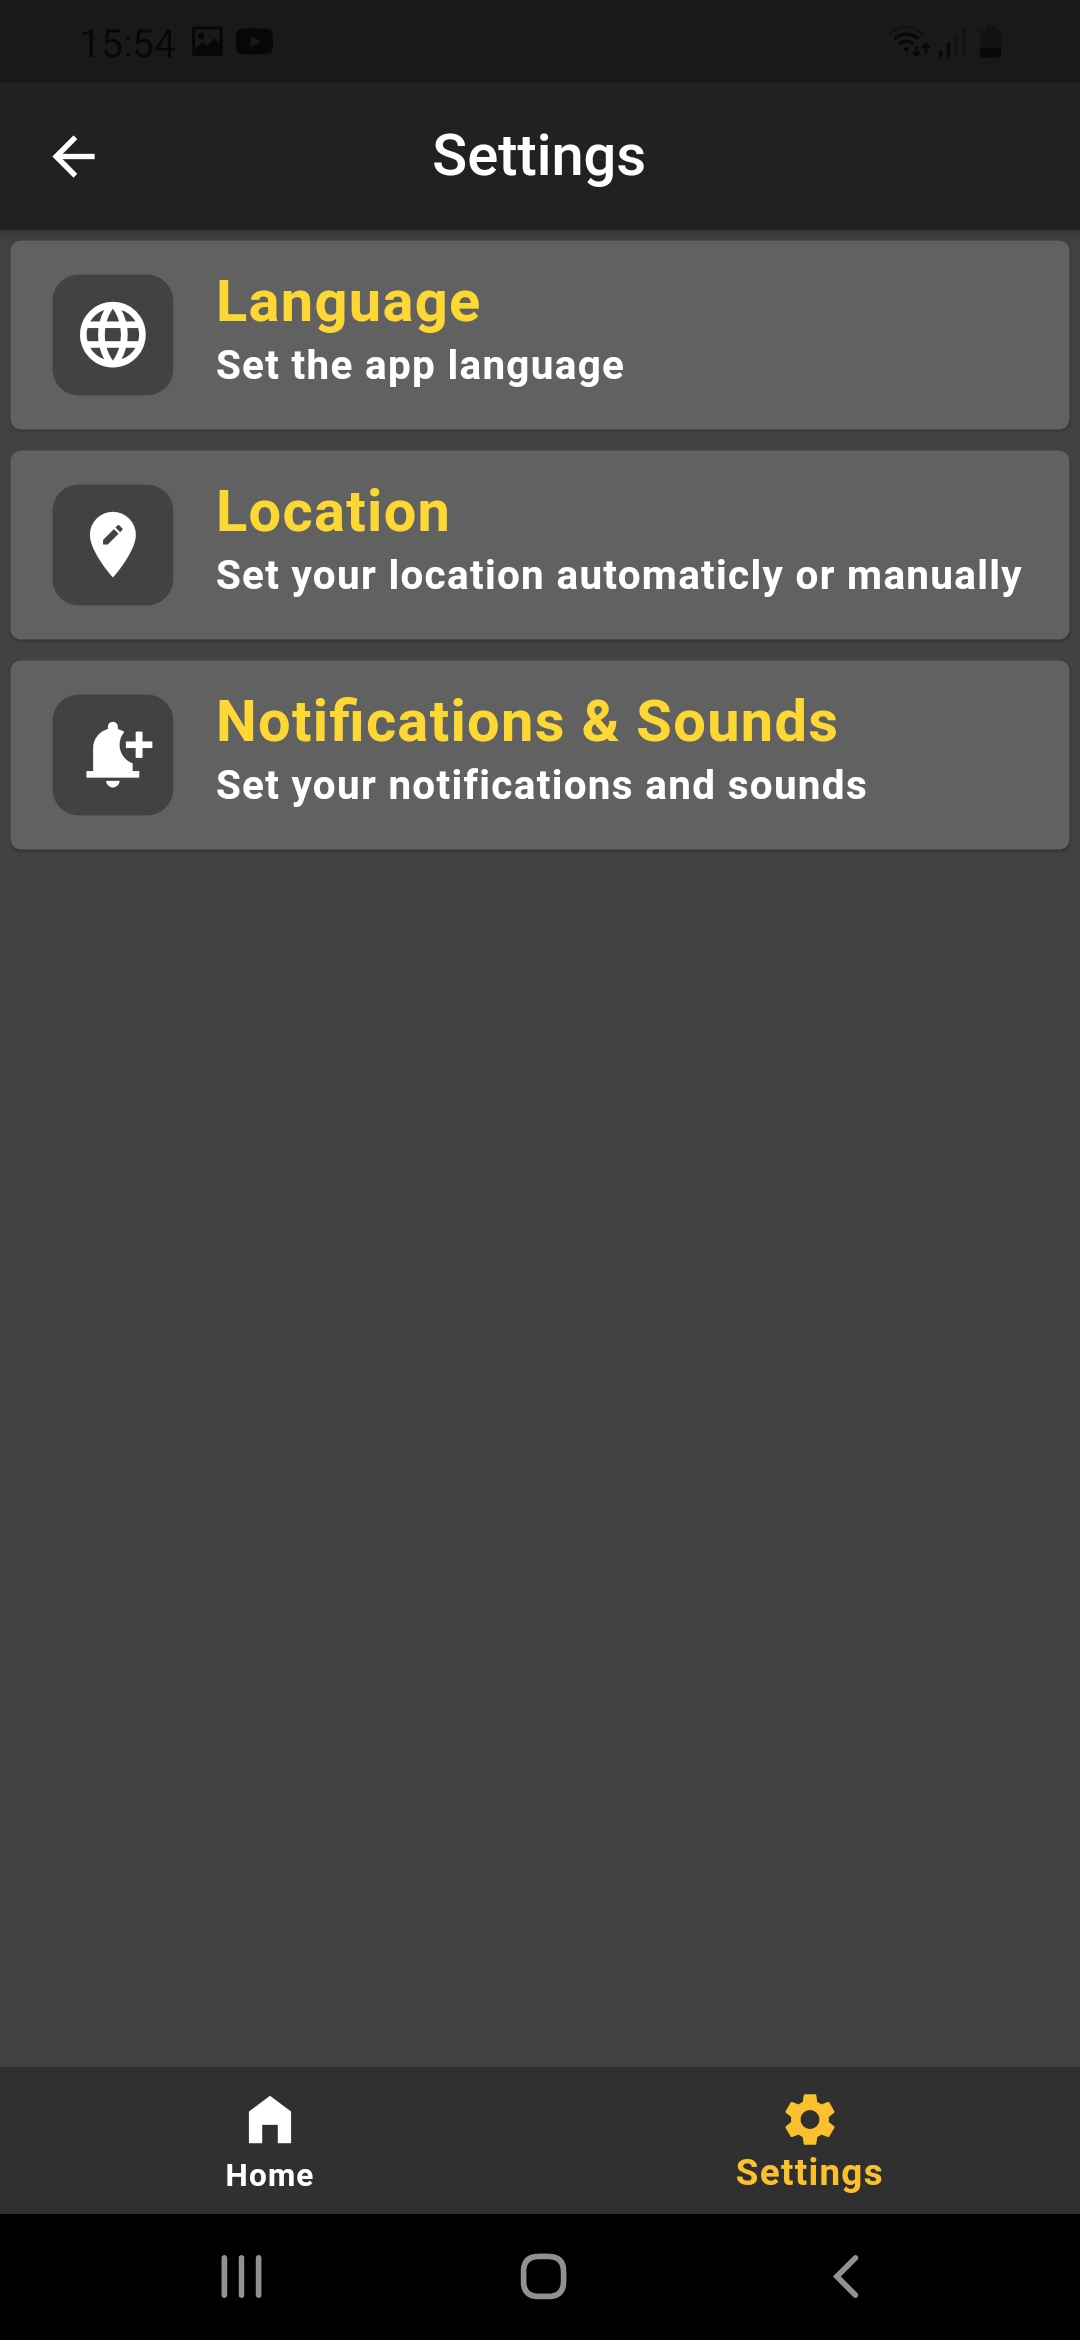 15:54
Settings
Language
Set the app language
Location
Set your location automaticly or manually
Notifications & Sounds
Set your notifications and sounds
Home
Settings